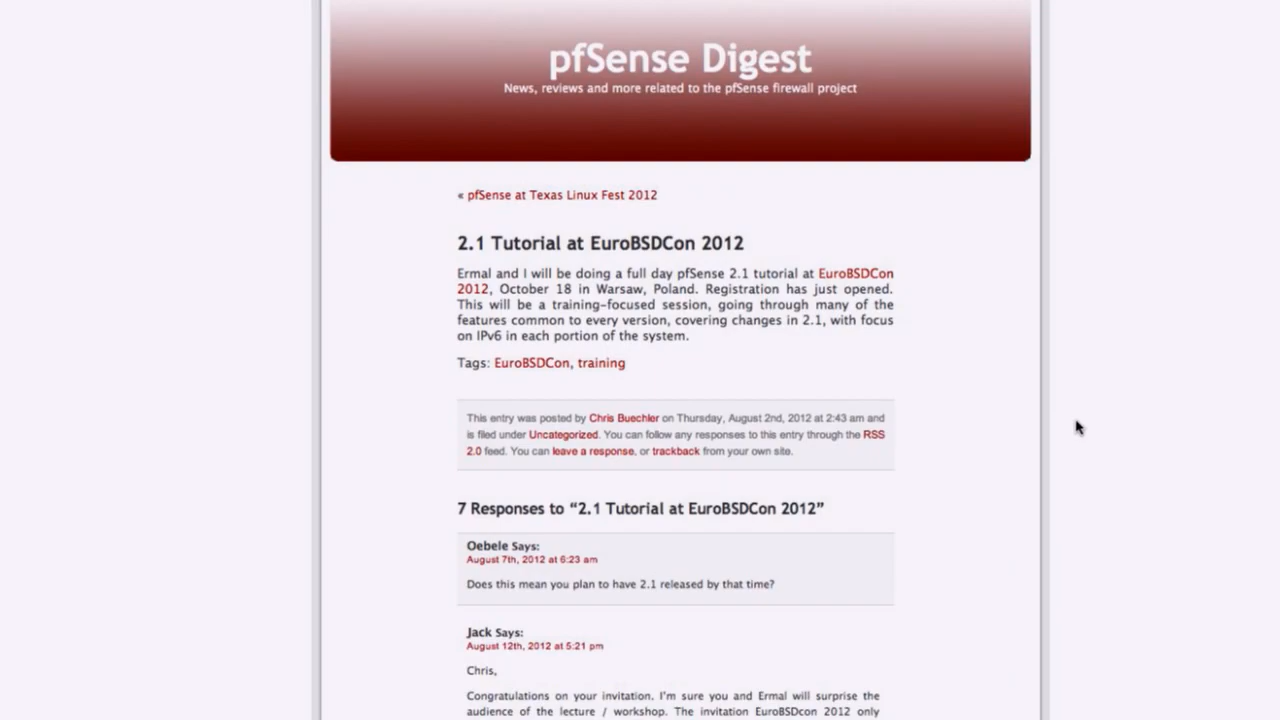 pfSense Digest
News, reviews and more related to the pfSense firewall project
« pfSense at Texas Linux Fest 2012
2.1 Tutorial at EuroBSDCon 2012
Ermal and I will be doing a full day pfSense 2.1 tutorial at EuroBSDCon
2012, October 18 in Warsaw, Poland. Registration has just opened.
This will be a training-focused session, going through many of the
features common to every version, covering changes in 2.1, with focus
on IPv6 in each portion of the system.
Tags: EuroBSDCon, training
This entry was posted by Chris Buechler on Thursday, August 2nd, 2012 at 2:43 am and
is filed under Uncategorized. You can follow any responses to this entry through the RSS
2.0 feed. You can leave a response, or trackback from your own site.
7 Responses to “2.1 Tutorial at EuroBSDCon 2012”
Oebele Says:
August 7th, 2012 at 6:23 am
Does this mean you plan to have 2.1 released by that time?
Jack Says:
August 12th, 2012 at 5:21 pm
Chris,
Congratulations on your invitation. I'm sure you and Ermal will surprise the
audience of the lecture / workshop. The invitation EuroBSDcon 2012 only